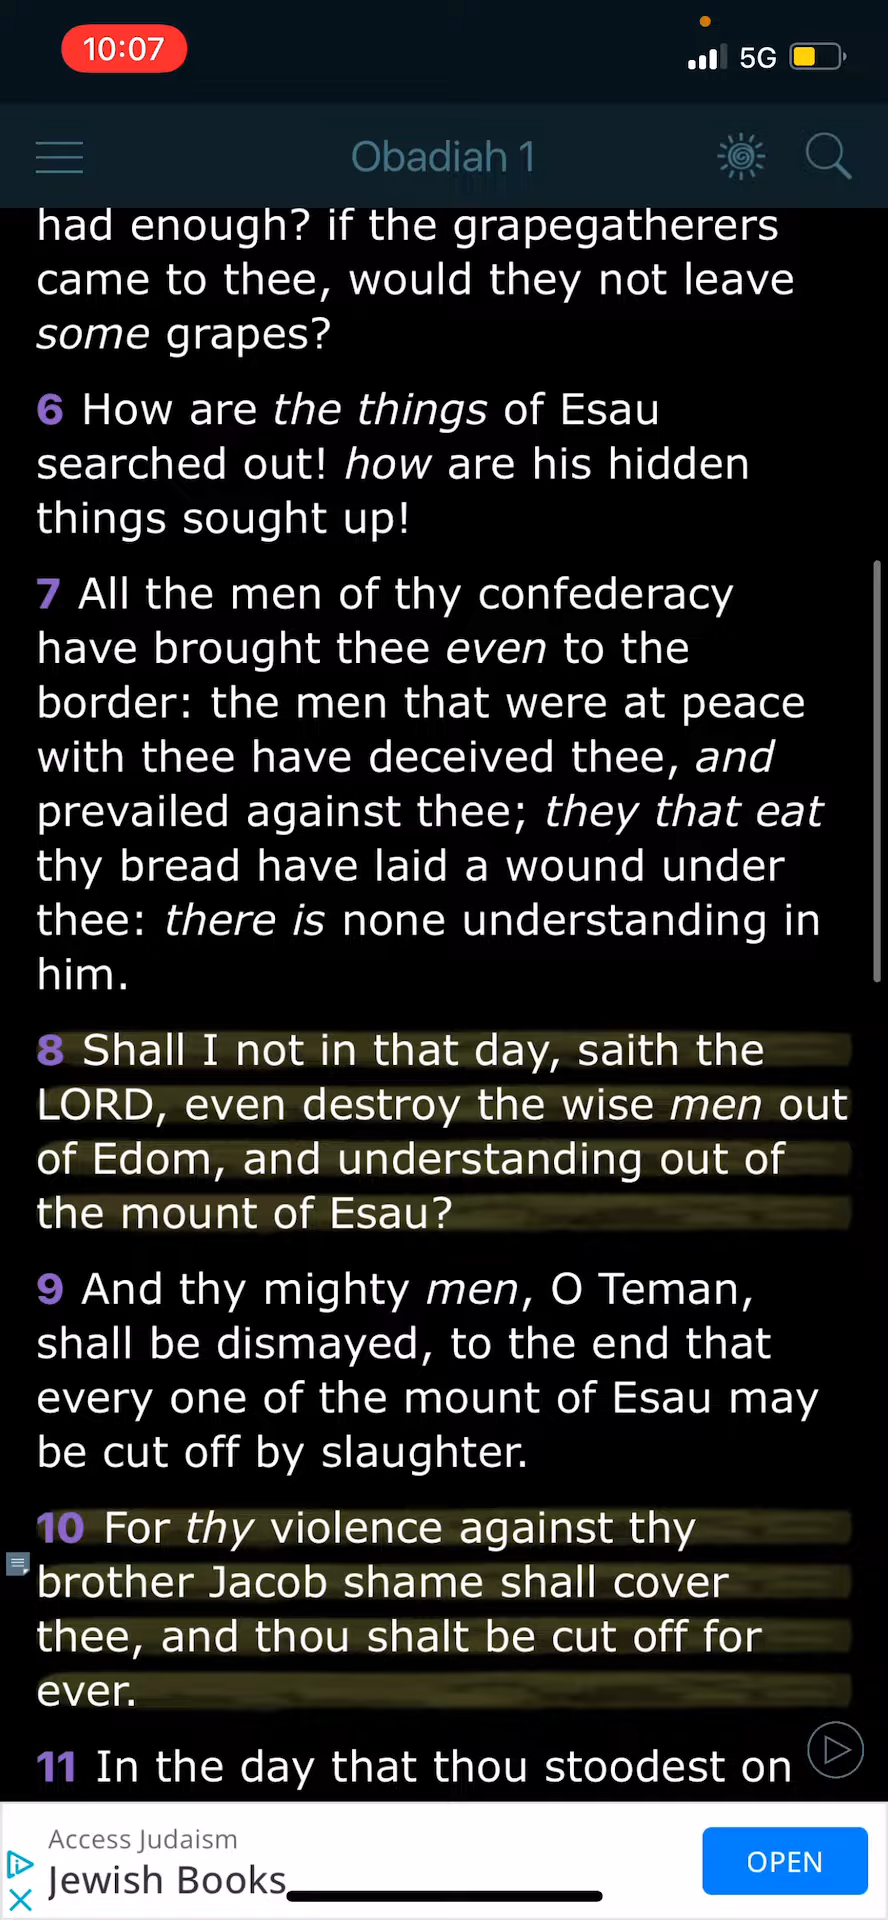 10:07
5G
Obadiah 1
had enough? if the grapegatherers
came to thee, would they not leave
some grapes?
6 How are the things of Esau
searched out! how are his hidden
things sought up!
7 All the men of thy confederacy
have brought thee even to the
border: the men that were at peace
with thee have deceived thee, and
prevailed against thee; they that eat
thy bread have laid a wound under
thee: there is none understanding in
him.
8 Shall I not in that day, saith the
LORD, even destroy the wise men out
of Edom, and understanding out of
the mount of Esau?
9 And thy mighty men, O Teman,
shall be dismayed, to the end that
every one of the mount of Esau may
be cut off by slaughter.
10 For thy violence against thy
brother Jacob shame shall cover
thee, and thou shalt be cut off for
ever.
11 In the day that thou stoodest on
Access Judaism
Jewish Books
OPEN